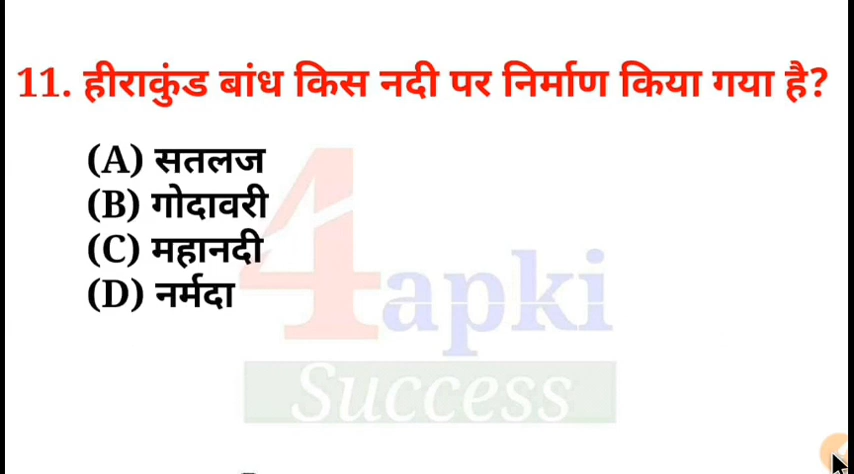 11. हीराकुंड बांध किस नदी पर निर्माण किया गया है?
(A) सतलज
(B) गोदावरी
(C) महानदी
(D) नर्मदा
4apki
Success